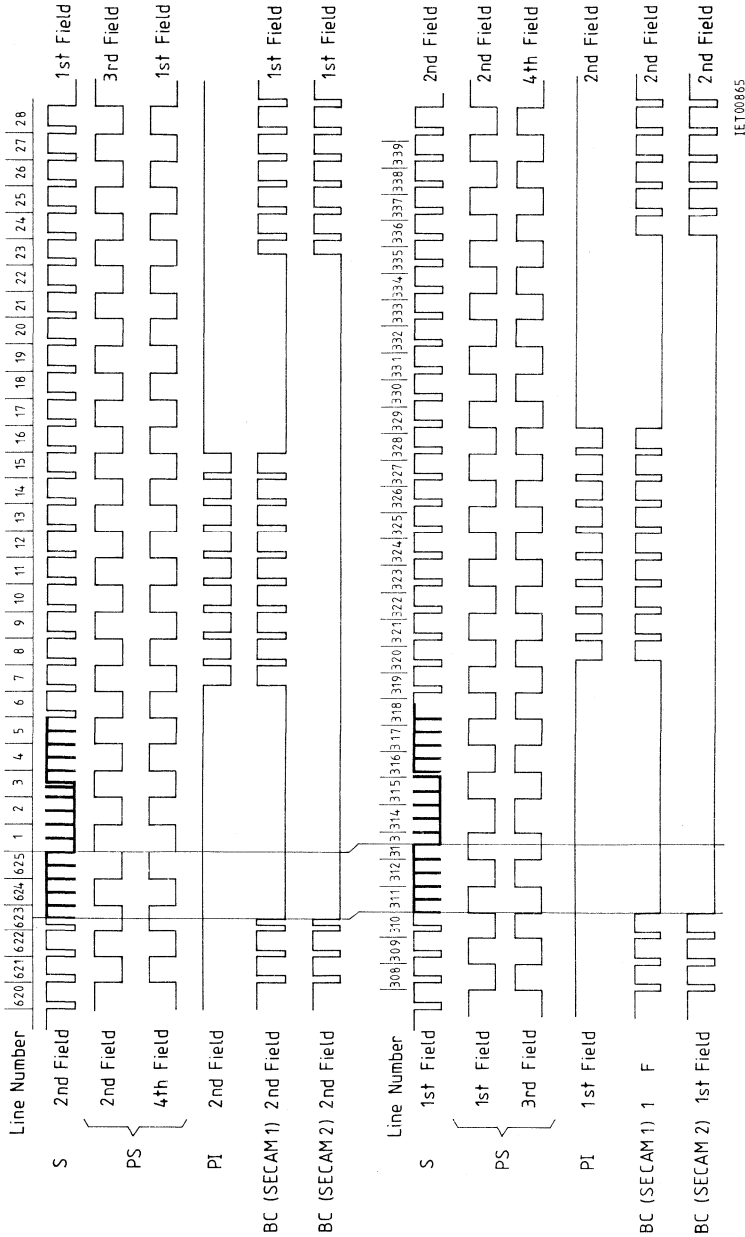 Line Number 620 621 622 623 624 625 1 2 3 4 5 6 7 8 9 10 11 12 13 14 15 16 17 18 19 20 21 22 23 24 25 26 27 28
S 2nd Field 1st Field
PS 2nd Field 3rd Field
4th Field 1st Field
PI 2nd Field
BC (SECAM 1) 2nd Field 1st Field
BC (SECAM 2) 2nd Field 1st Field
Line Number 308 309 310 311 312 313 314 315 316 317 318 319 320 321 322 323 324 325 326 327 328 329 330 331 332 333 334 335 336 337 338 339
S 1st Field 2nd Field
PS 1st Field 2nd Field
3rd Field 4th Field
PI 1st Field 2nd Field
BC (SECAM 1) 1 F 2nd Field
BC (SECAM 2) 1st Field 2nd Field
IET00865